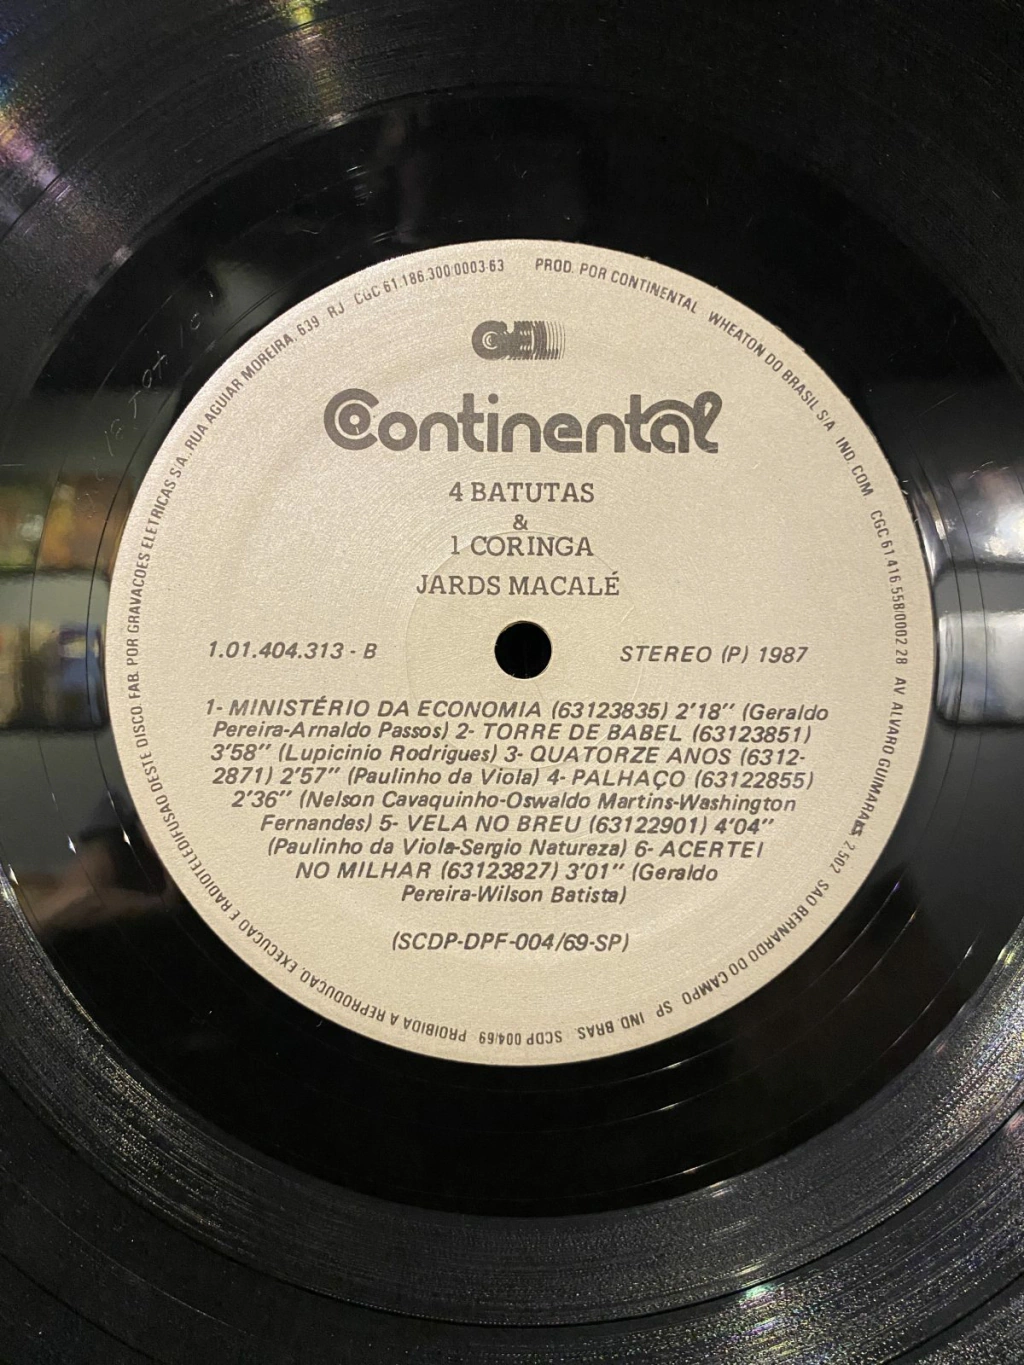 GEL
Continental
4 BATUTAS
&
1 CORINGA
JARDS MACALÉ
1.01.404.313 - B
STEREO (P) 1987
1- MINISTÉRIO DA ECONOMIA (63123835) 2'18" (Geraldo
Pereira-Arnaldo Passos) 2- TORRE DE BABEL (63123851)
3'58" (Lupicinio Rodrigues) 3- QUATORZE ANOS (6312-
2871) 2'57" (Paulinho da Viola) 4- PALHAÇO (63122855)
2'36" (Nelson Cavaquinho-Oswaldo Martins-Washington
Fernandes) 5- VELA NO BREU (63122901) 4'04"
(Paulinho da Viola-Sergio Natureza) 6- ACERTEI
NO MILHAR (63123827) 3'01" (Geraldo
Pereira-Wilson Batista)
(SCDP-DPF-004/69-SP)
PROD. POR CONTINENTAL WHEATON DO BRASIL S/A IND. COM CGC 61.416.558/0002 28 AV ALVARO GUIMARAES 2.502 SAO BERNARDO DO CAMPO SP IND BRAS. SCDP 004/69 PROIBIDA A REPRODUCAO, EXECUCAO E RADIOTELEDIFUSAO DESTE DISCO. FAB. POR GRAVACOES ELETRICAS S/A., RUA AGUIAR MOREIRA, 639 RJ CGC 61.186.300/0003-63